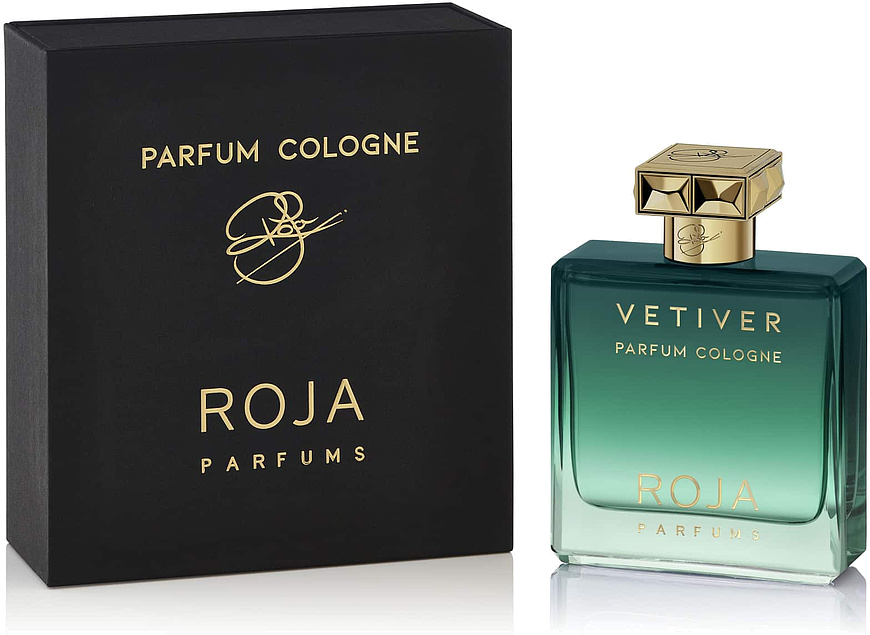 PARFUM COLOGNE
ROJA
PARFUMS
VETIVER
PARFUM COLOGNE
ROJA
PARFUMS